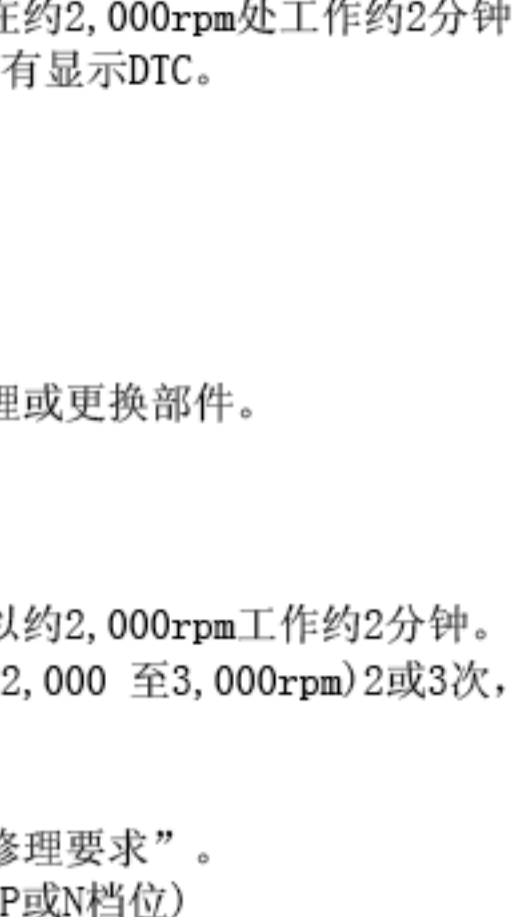 在约2,000rpm处工作约2分钟
有显示DTC。
理或更换部件。
以约2,000rpm工作约2分钟。
2,000 至3,000rpm)2或3次，
修理要求”。
P或N档位)